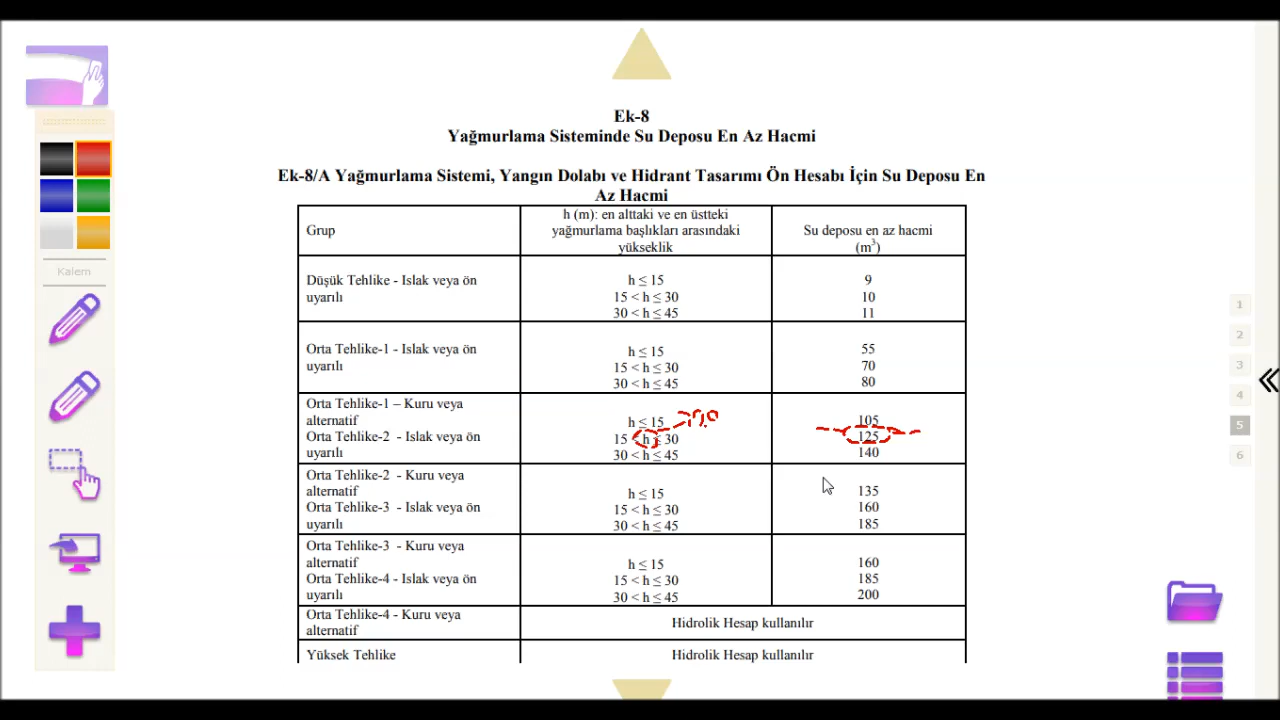 Ek-8
Yağmurlama Sisteminde Su Deposu En Az Hacmi
Ek-8/A Yağmurlama Sistemi, Yangın Dolabı ve Hidrant Tasarımı Ön Hesabı İçin Su Deposu En
Az Hacmi
Grup
h (m): en alttaki ve en üstteki
yağmurlama başlıkları arasındaki
yükseklik
Su deposu en az hacmi
(m³)
Düşük Tehlike - Islak veya ön
uyarılı
h ≤ 15
15 < h ≤ 30
30 < h ≤ 45
9
10
11
Orta Tehlike-1 - Islak veya ön
uyarılı
h ≤ 15
15 < h ≤ 30
30 < h ≤ 45
55
70
80
Orta Tehlike-1 – Kuru veya
alternatif
Orta Tehlike-2 - Islak veya ön
uyarılı
h ≤ 15
15 < h ≤ 30
30 < h ≤ 45
105
125
140
Orta Tehlike-2 - Kuru veya
alternatif
Orta Tehlike-3 - Islak veya ön
uyarılı
h ≤ 15
15 < h ≤ 30
30 < h ≤ 45
135
160
185
Orta Tehlike-3 - Kuru veya
alternatif
Orta Tehlike-4 - Islak veya ön
uyarılı
h ≤ 15
15 < h ≤ 30
30 < h ≤ 45
160
185
200
Orta Tehlike-4 - Kuru veya
alternatif
Hidrolik Hesap kullanılır
Yüksek Tehlike
Hidrolik Hesap kullanılır
Kalem
1
2
3
4
5
6